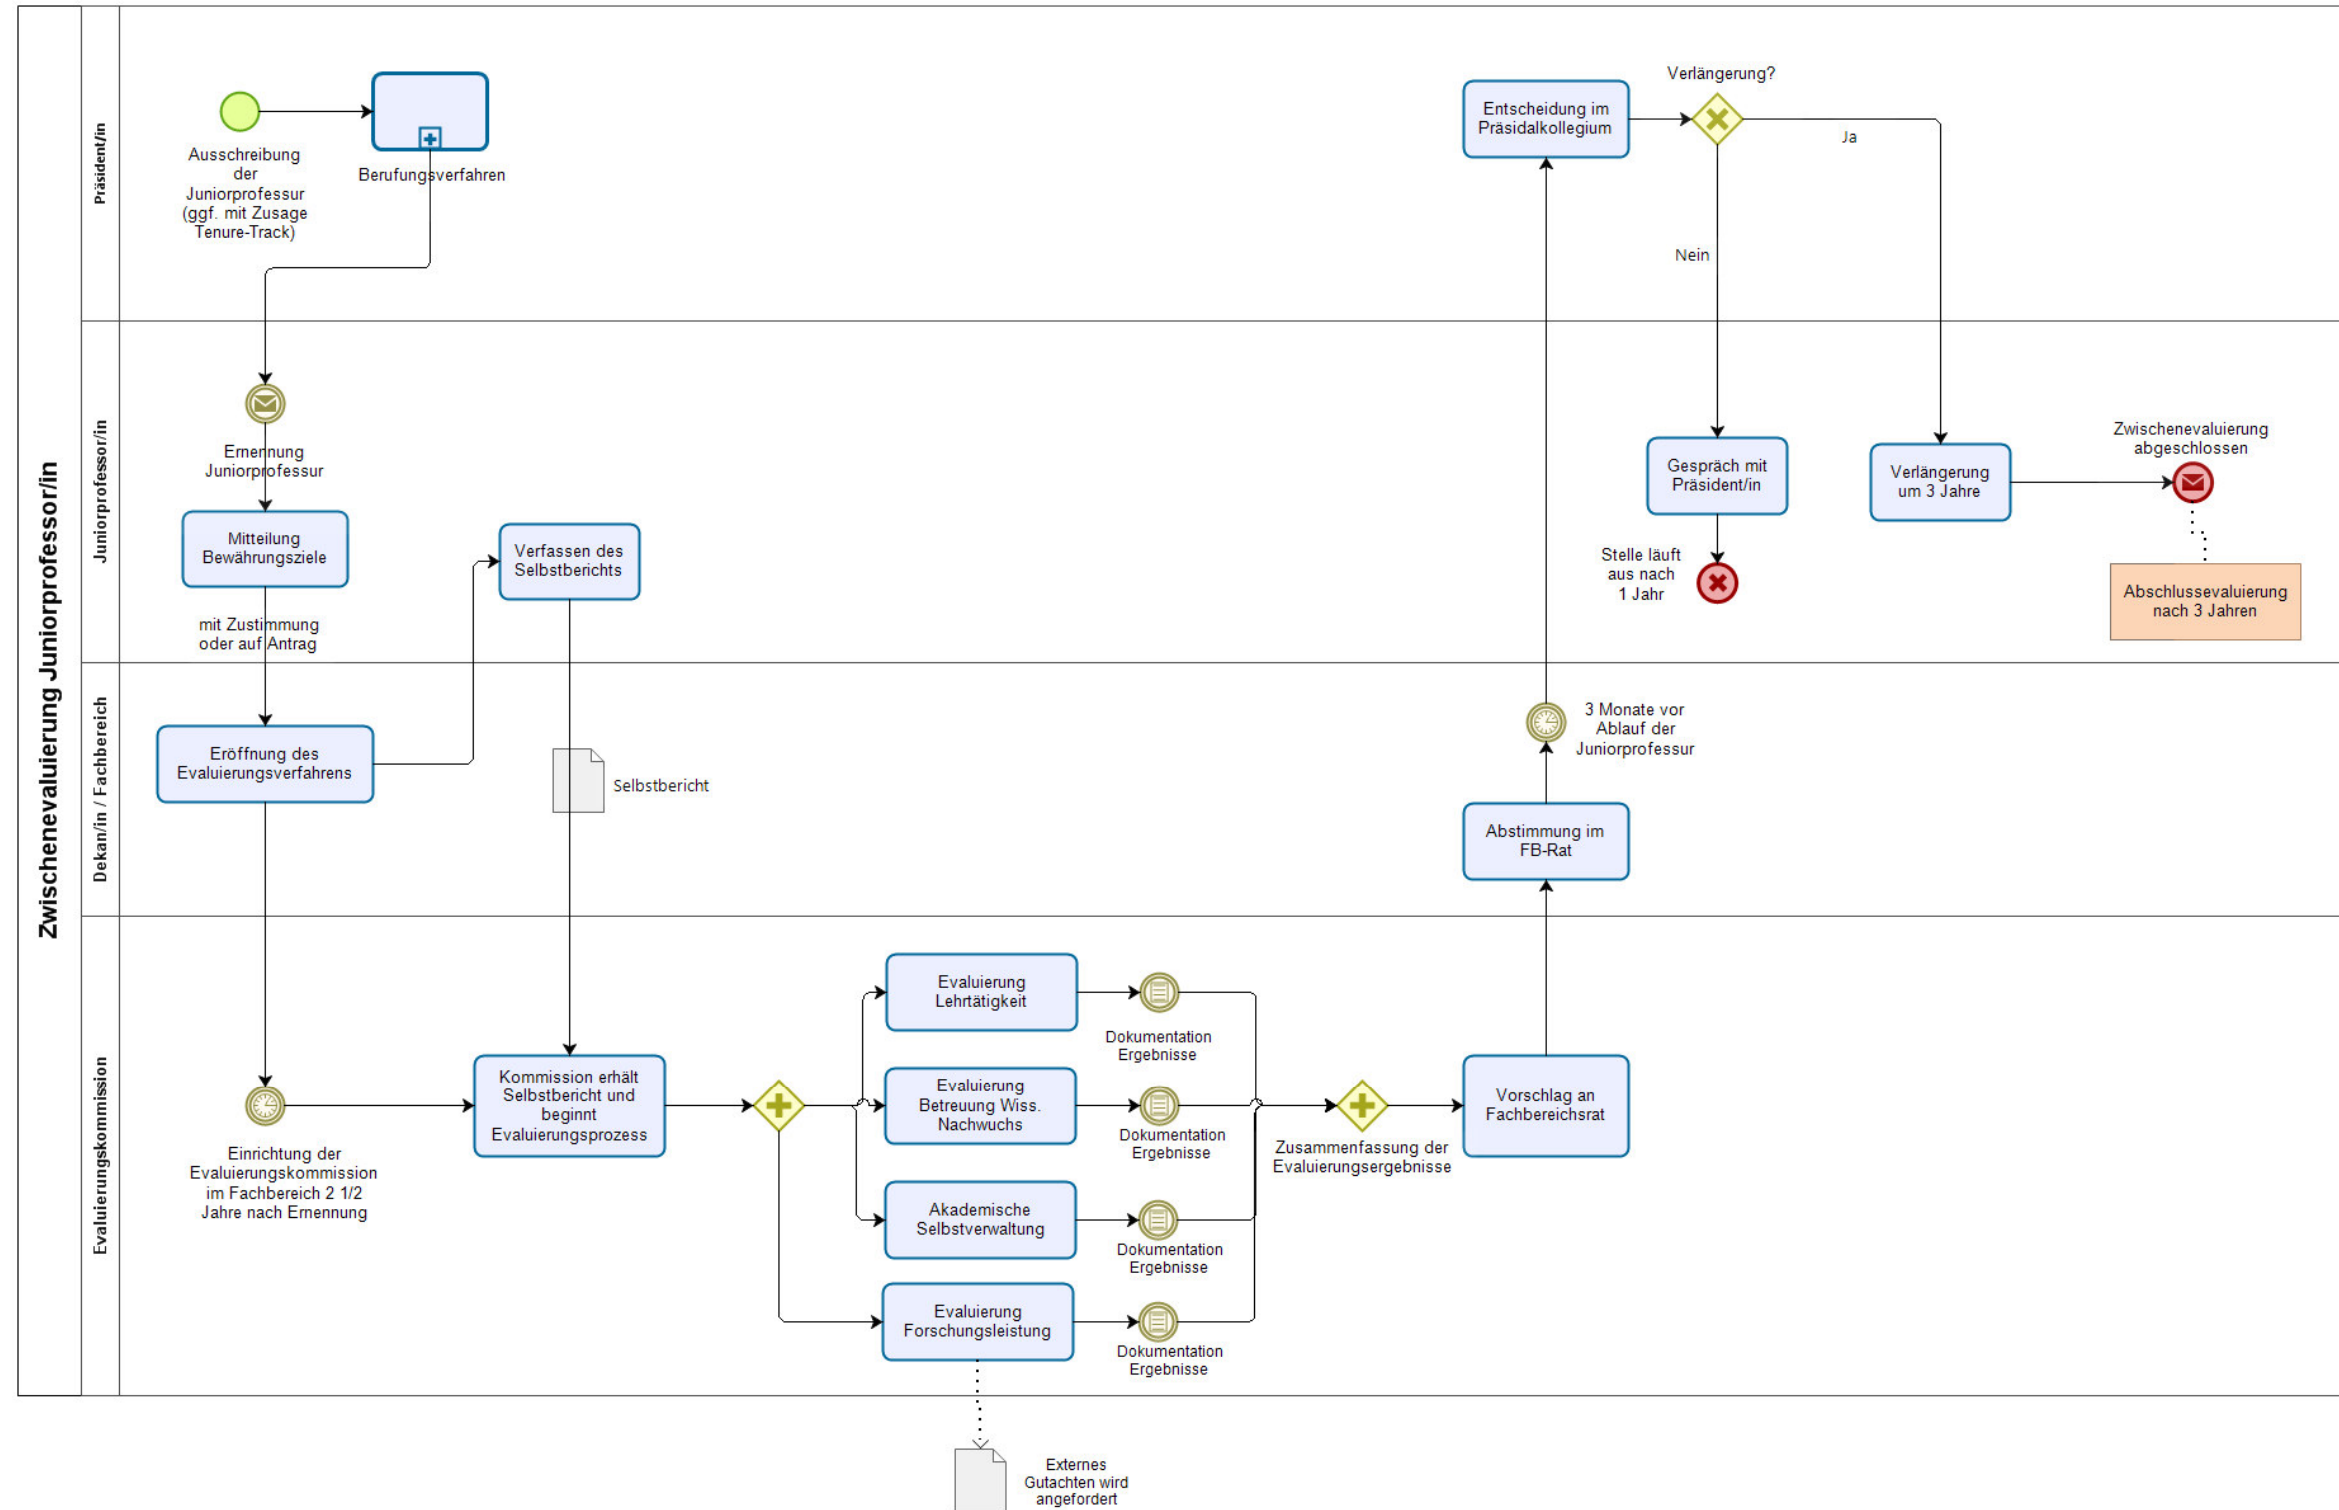 Zwischenevaluierung Juniorprofessor/in
Präsident/in
Ausschreibung
der
Juniorprofessur
(ggf. mit Zusage
Tenure-Track)
Berufungsverfahren
Entscheidung im
Präsidalkollegium
Verlängerung?
Ja
Nein
Juniorprofessor/in
Ernennung
Juniorprofessur
Mitteilung
Bewährungsziele
mit Zustimmung
oder auf Antrag
Verfassen des
Selbstberichts
Gespräch mit
Präsident/in
Stelle läuft
aus nach
1 Jahr
Verlängerung
um 3 Jahre
Zwischenevaluierung
abgeschlossen
Abschlussevaluierung
nach 3 Jahren
Dekan/in / Fachbereich
Eröffnung des
Evaluierungsverfahrens
Selbstbericht
3 Monate vor
Ablauf der
Juniorprofessur
Abstimmung im
FB-Rat
Evaluierungskommission
Einrichtung der
Evaluierungskommission
im Fachbereich 2 1/2
Jahre nach Ernennung
Kommission erhält
Selbstbericht und
beginnt
Evaluierungsprozess
Evaluierung
Lehrtätigkeit
Dokumentation
Ergebnisse
Evaluierung
Betreuung Wiss.
Nachwuchs
Dokumentation
Ergebnisse
Akademische
Selbstverwaltung
Dokumentation
Ergebnisse
Evaluierung
Forschungsleistung
Dokumentation
Ergebnisse
Zusammenfassung der
Evaluierungsergebnisse
Vorschlag an
Fachbereichsrat
Externes
Gutachten wird
angefordert